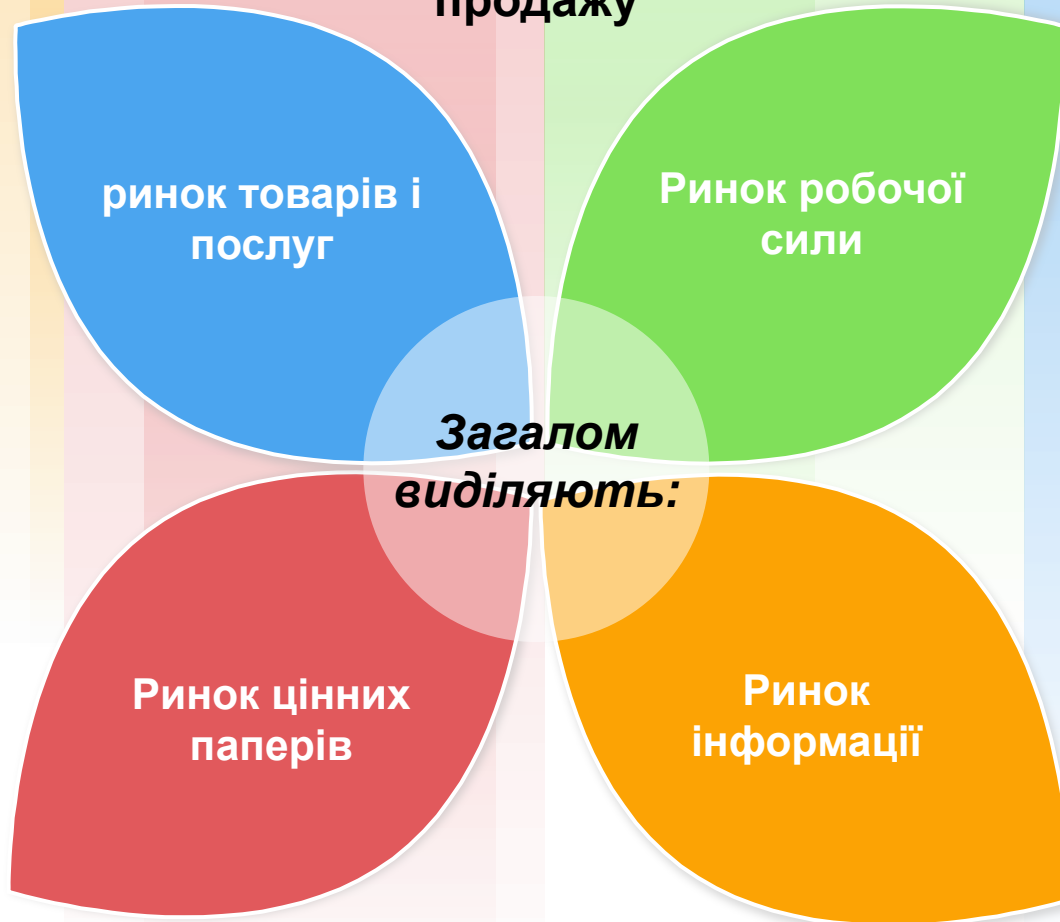 продажу
ринок товарів і
послуг
Ринок робочої
сили
Загалом
виділяють:
Ринок цінних
паперів
Ринок
інформації